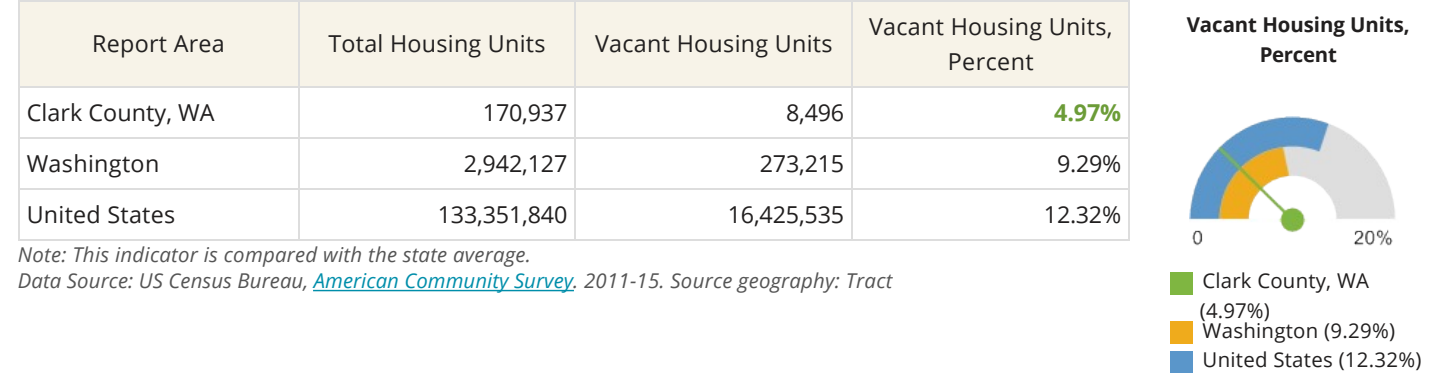 Report Area Total Housing Units Vacant Housing Units Vacant Housing Units,
Percent
Clark County, WA 170,937 8,496 4.97%
Washington 2,942,127 273,215 9.29%
United States 133,351,840 16,425,535 12.32%
Note: This indicator is compared with the state average.
Data Source: US Census Bureau, American Community Survey. 2011-15. Source geography: Tract
Vacant Housing Units,
Percent
0 20%
Clark County, WA
(4.97%)
Washington (9.29%)
United States (12.32%)